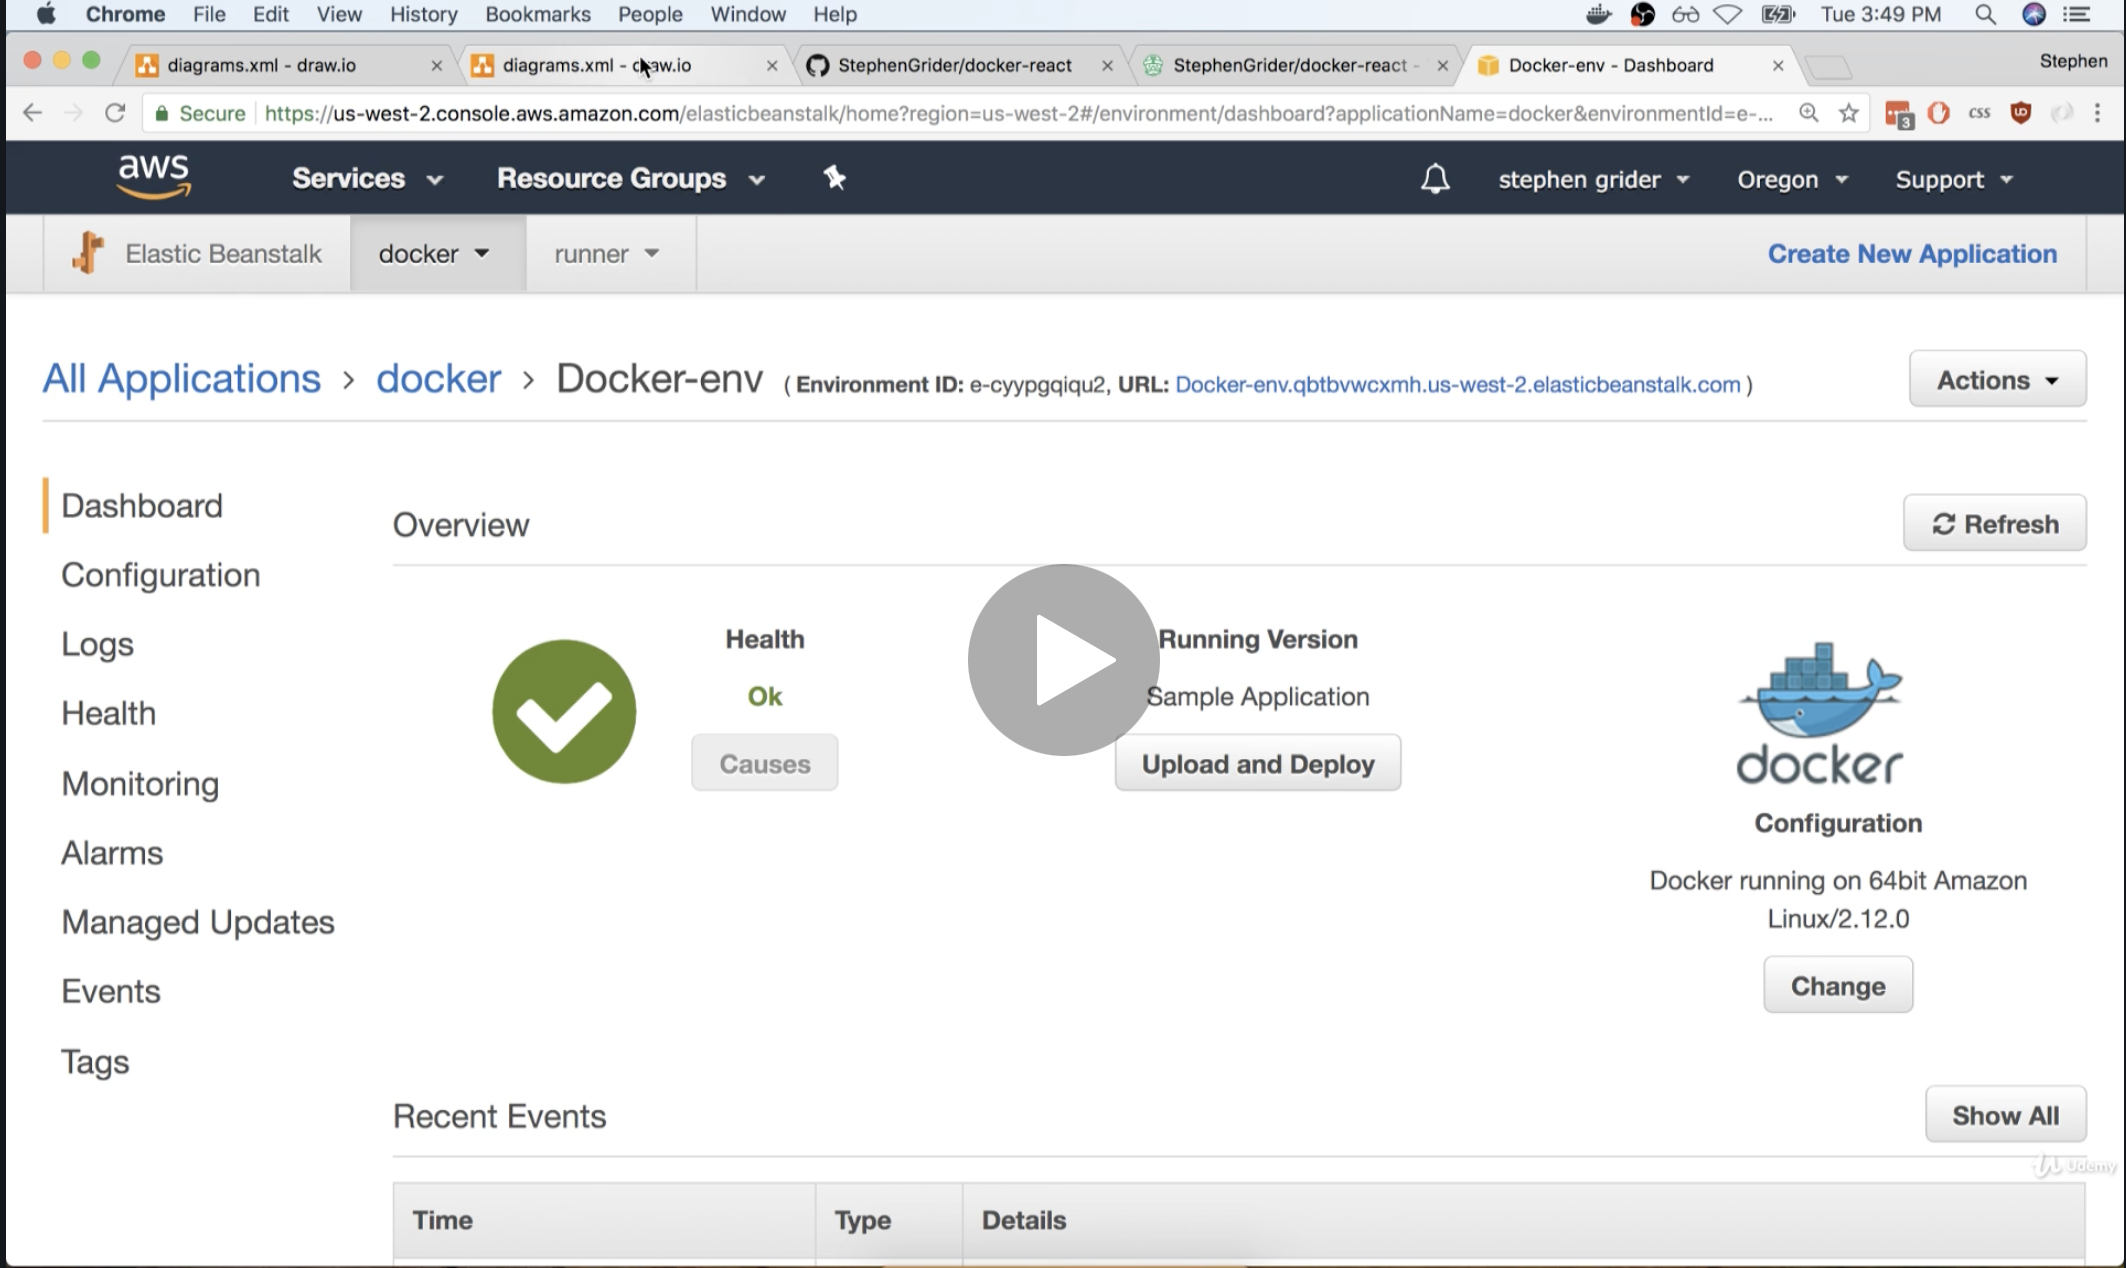 Chrome File Edit View History Bookmarks People Window Help Tue 3:49 PM
diagrams.xml - draw.io diagrams.xml - draw.io StephenGrider/docker-react StephenGrider/docker-react - Docker-env - Dashboard Stephen
Secure https://us-west-2.console.aws.amazon.com/elasticbeanstalk/home?region=us-west-2#/environment/dashboard?applicationName=docker&environmentId=e-... 3 CSS
aws Services Resource Groups stephen grider Oregon Support
Elastic Beanstalk docker runner Create New Application
All Applications > docker > Docker-env ( Environment ID: e-cyypgqiqu2, URL: Docker-env.qbtbvwcxmh.us-west-2.elasticbeanstalk.com )
Actions
Dashboard
Configuration
Logs
Health
Monitoring
Alarms
Managed Updates
Events
Tags
Overview
Refresh
Health
Ok
Causes
Running Version
Sample Application
Upload and Deploy
docker
Configuration
Docker running on 64bit Amazon
Linux/2.12.0
Change
Recent Events
Show All
Udemy
Time Type Details